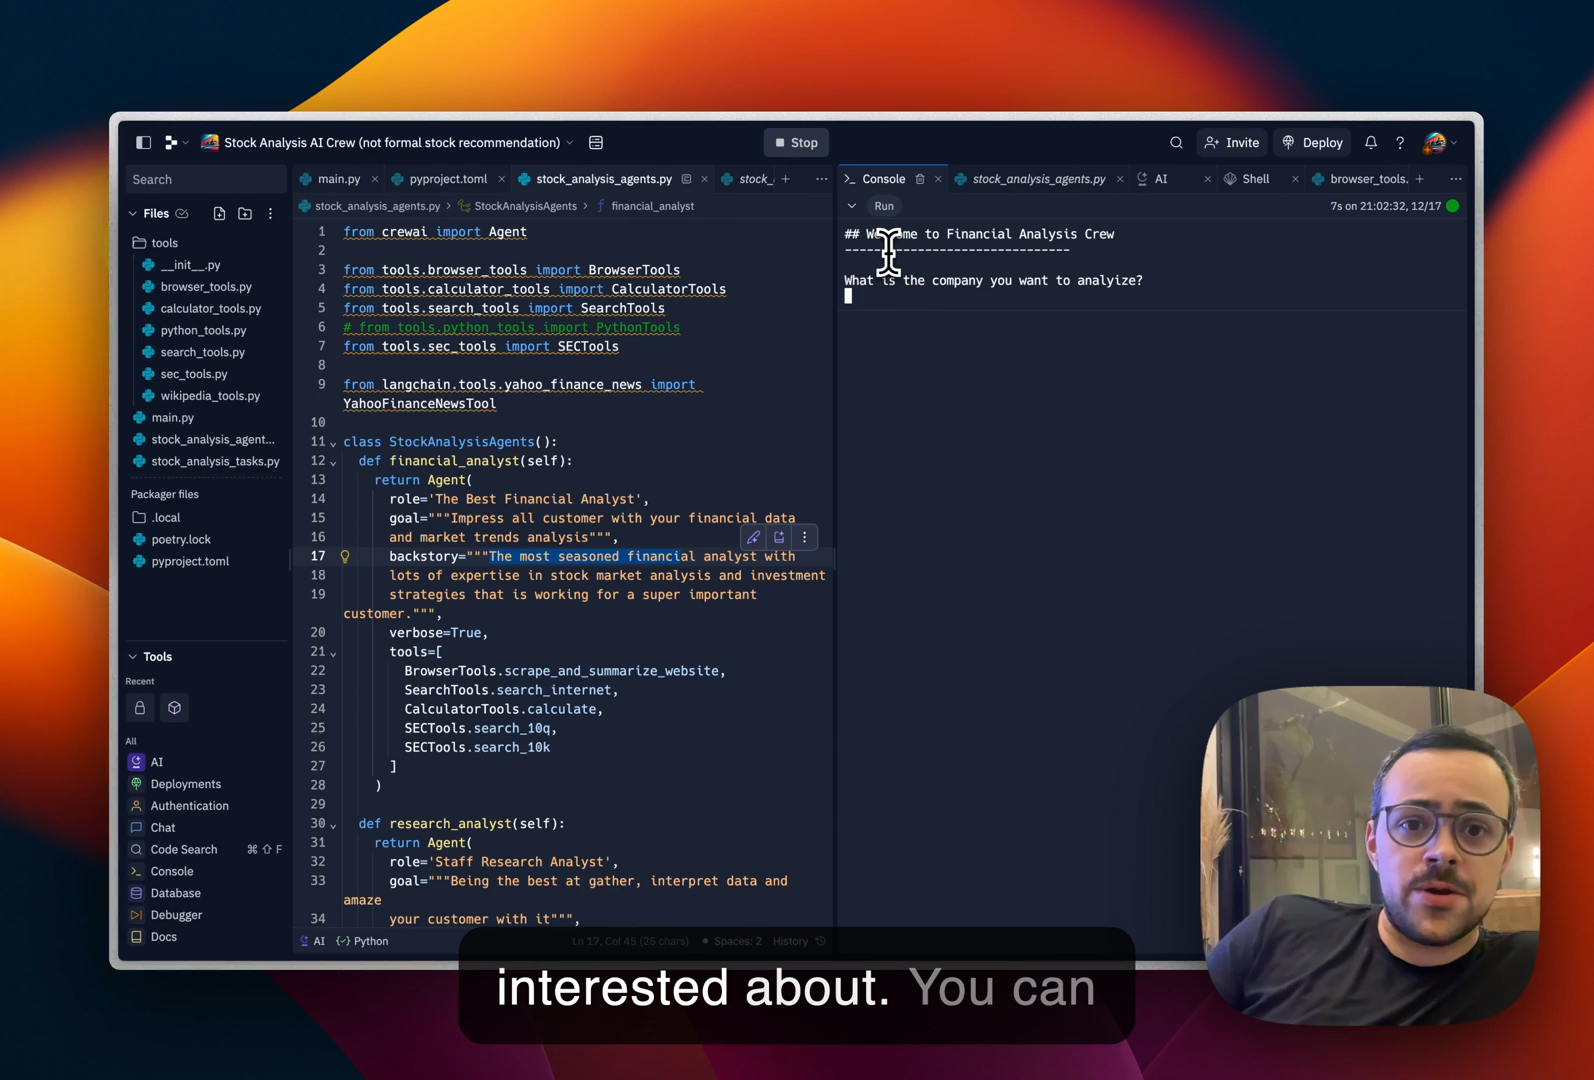 Stock Analysis AI Crew (not formal stock recommendation)
Stop
Invite
Deploy
?
Search
main.py
pyproject.toml
stock_analysis_agents.py
stock_
Console
stock_analysis_agents.py
AI
Shell
browser_tools.
Files
stock_analysis_agents.py > StockAnalysisAgents > financial_analyst
Run
7s on 21:02:32, 12/17
tools
__init__.py
browser_tools.py
calculator_tools.py
python_tools.py
search_tools.py
sec_tools.py
wikipedia_tools.py
main.py
stock_analysis_agent...
stock_analysis_tasks.py
Packager files
.local
poetry.lock
pyproject.toml
Tools
Recent
All
AI
Deployments
Authentication
Chat
Code Search ⌘ ⇧ F
Console
Database
Debugger
Docs
1 from crewai import Agent
2
3 from tools.browser_tools import BrowserTools
4 from tools.calculator_tools import CalculatorTools
5 from tools.search_tools import SearchTools
6 # from tools.python_tools import PythonTools
7 from tools.sec_tools import SECTools
8
9 from langchain.tools.yahoo_finance_news import
YahooFinanceNewsTool
10
11 class StockAnalysisAgents():
12 def financial_analyst(self):
13 return Agent(
14 role='The Best Financial Analyst',
15 goal="""Impress all customer with your financial data
16 and market trends analysis""",
17 backstory="""The most seasoned financial analyst with
18 lots of expertise in stock market analysis and investment
19 strategies that is working for a super important
customer.""",
20 verbose=True,
21 tools=[
22 BrowserTools.scrape_and_summarize_website,
23 SearchTools.search_internet,
24 CalculatorTools.calculate,
25 SECTools.search_10q,
26 SECTools.search_10k
27 ]
28 )
29
30 def research_analyst(self):
31 return Agent(
32 role='Staff Research Analyst',
33 goal="""Being the best at gather, interpret data and
amaze
34 your customer with it""",
AI
Python
Ln 17, Col 45 (25 chars)
Spaces: 2
History
## Welcome to Financial Analysis Crew
-------------------------------
What is the company you want to analyize?
interested about. You can